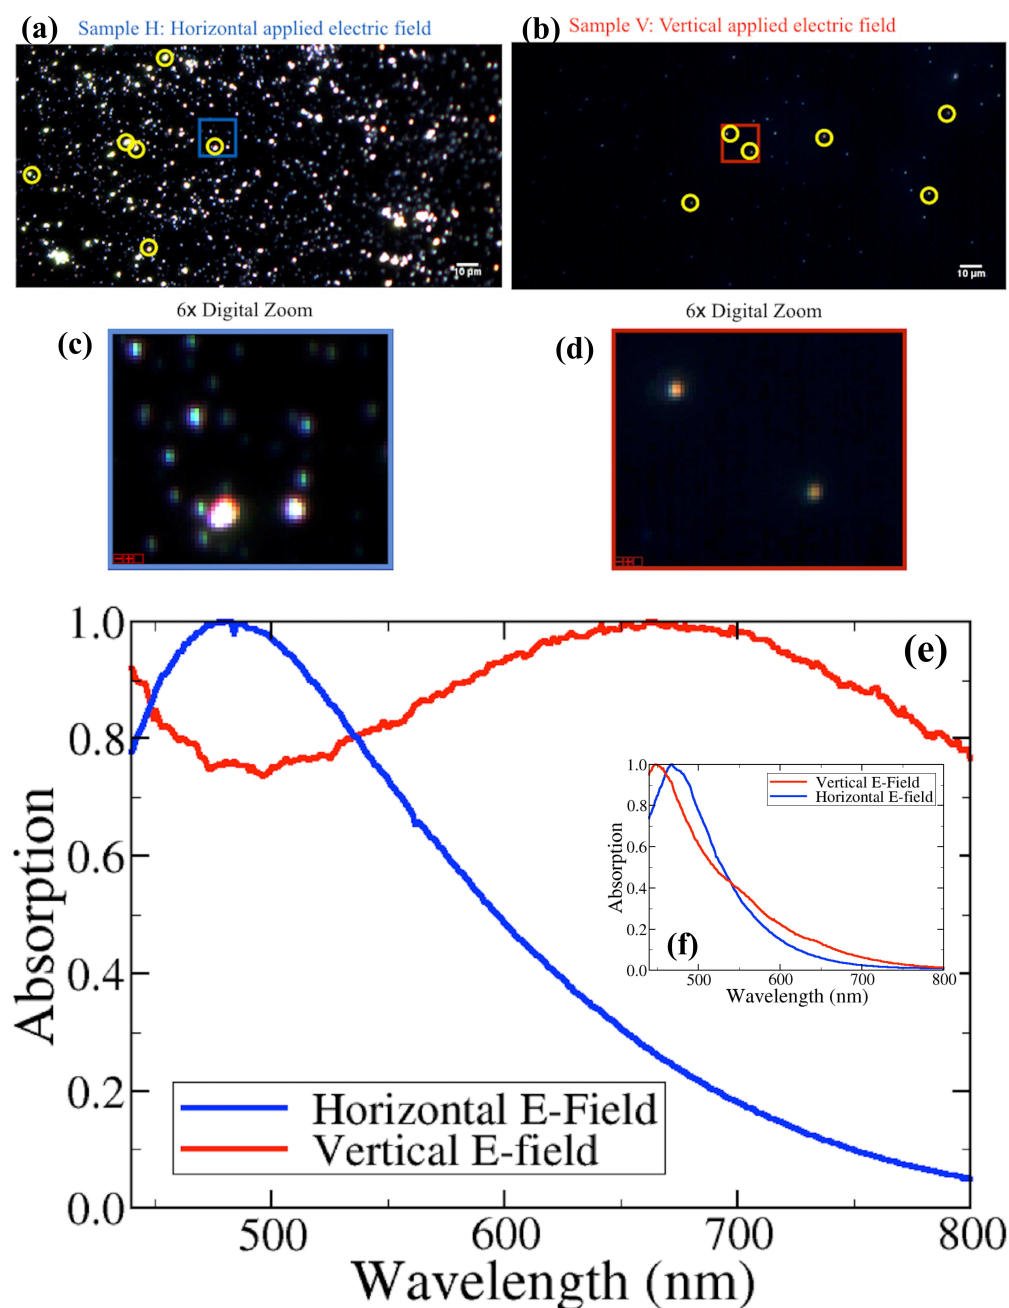 (a) Sample H: Horizontal applied electric field
(b) Sample V: Vertical applied electric field
10 μm
10 μm
6x Digital Zoom
6x Digital Zoom
(c)
(d)
1.0
0.8
0.6
0.4
0.2
0.0
Absorption
(e)
1.0
0.8
0.6
0.4
0.2
0.0
Absorption
Vertical E-Field
Horizontal E-field
(f)
500 600 700 800
Wavelength (nm)
Horizontal E-Field
Vertical E-field
500 600 700 800
Wavelength (nm)